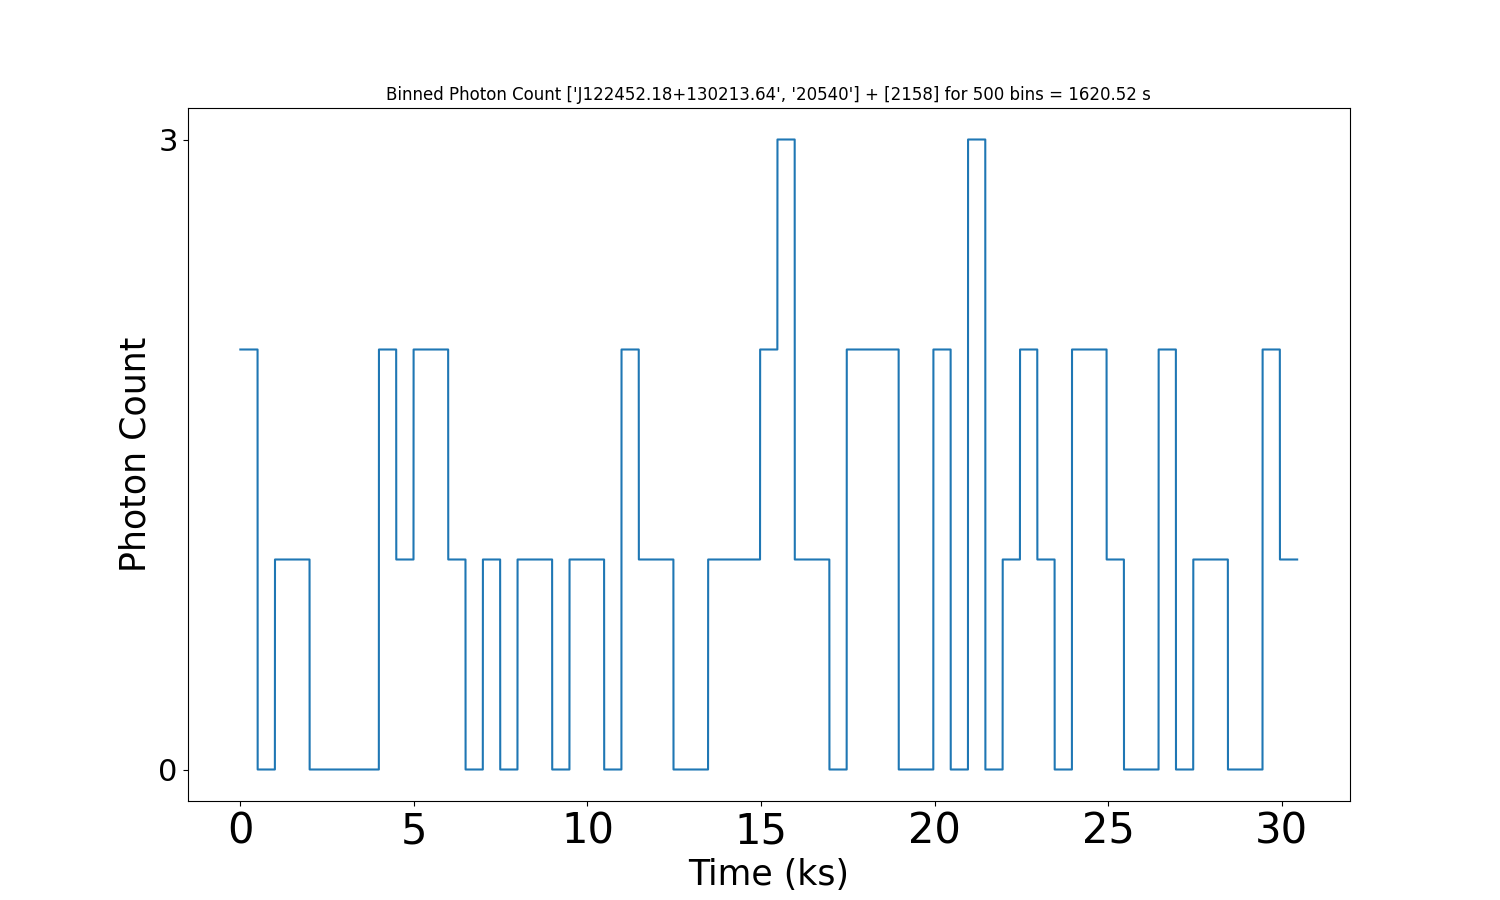 Binned Photon Count ['J122452.18+130213.64', '20540'] + [2158] for 500 bins = 1620.52 s
3
Photon Count
0
0 5 10 15 20 25 30
Time (ks)